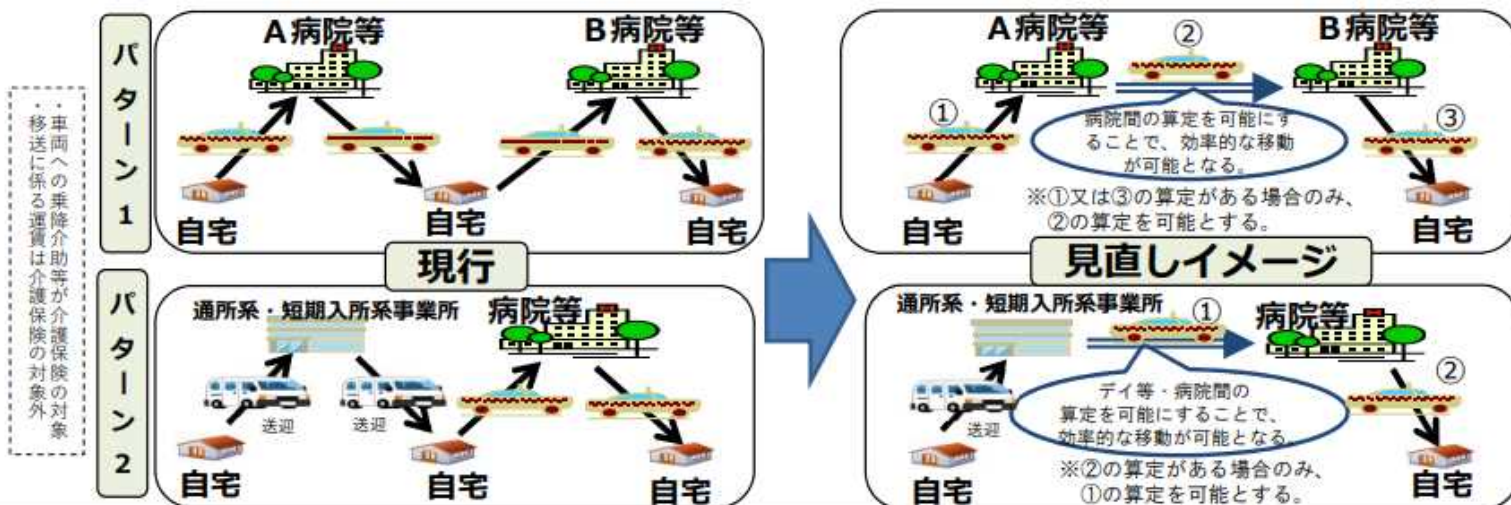 ・車両への乗降介助等が介護保険の対象
・移送に係る運賃は介護保険の対象外
パターン1
A病院等
B病院等
自宅
自宅
自宅
現行
パターン2
通所系・短期入所系事業所
病院等
送迎
送迎
自宅
自宅
自宅
A病院等
②
B病院等
①
③
病院間の算定を可能にす
ることで、効率的な移動
が可能となる。
※①又は③の算定がある場合のみ、
②の算定を可能とする。
自宅
自宅
見直しイメージ
通所系・短期入所系事業所
①
病院等
②
デイ等・病院間の
算定を可能にすることで、
効率的な移動が可能となる。
送迎
※②の算定がある場合のみ、
①の算定を可能とする。
自宅
自宅